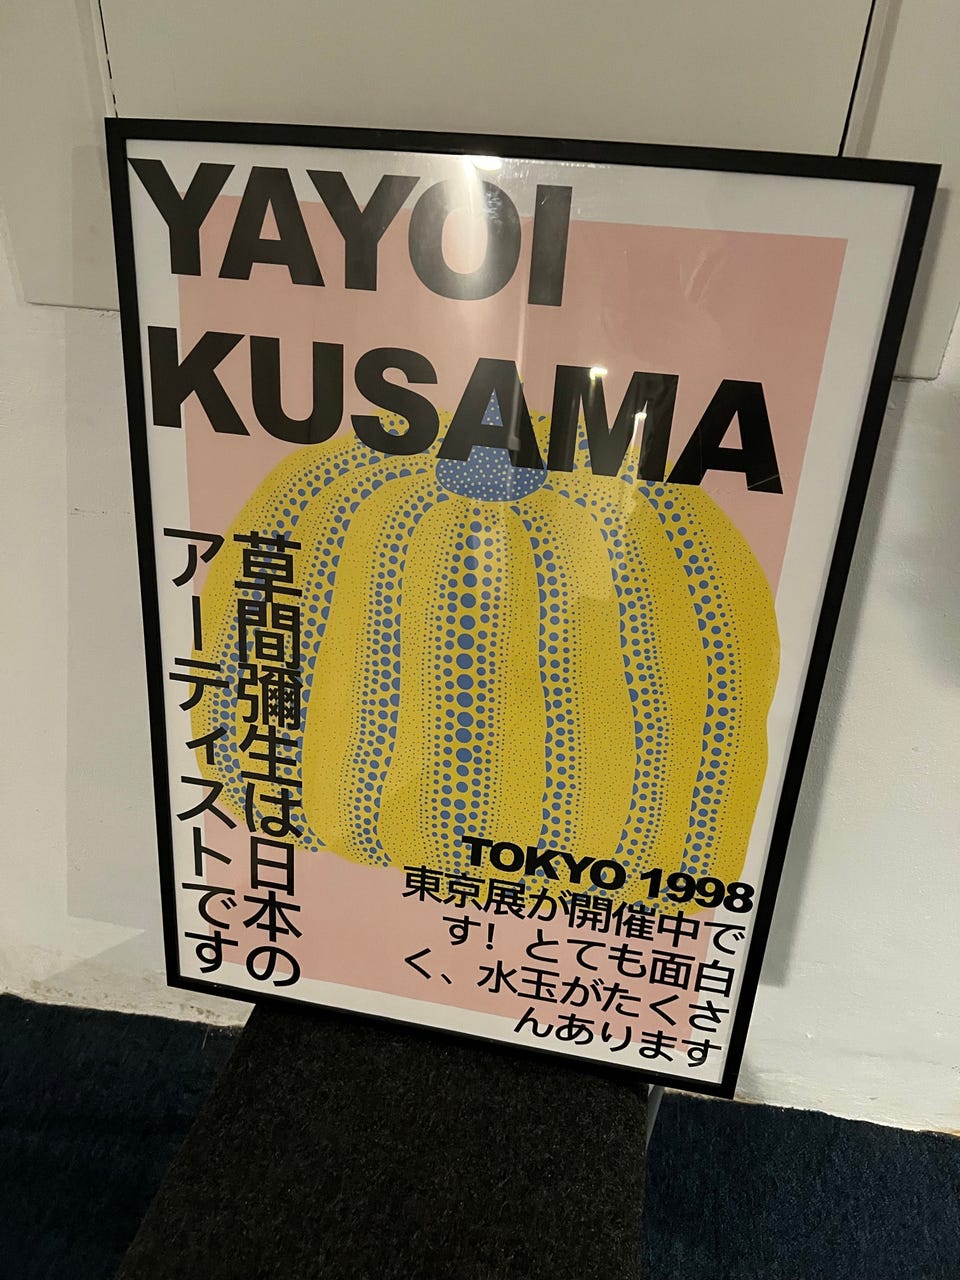 YAYOI
KUSAMA
草間彌生は日本の
アーティストです
TOKYO 1998
東京展が開催中で
す！とても面白
く、水玉がたくさ
んあります